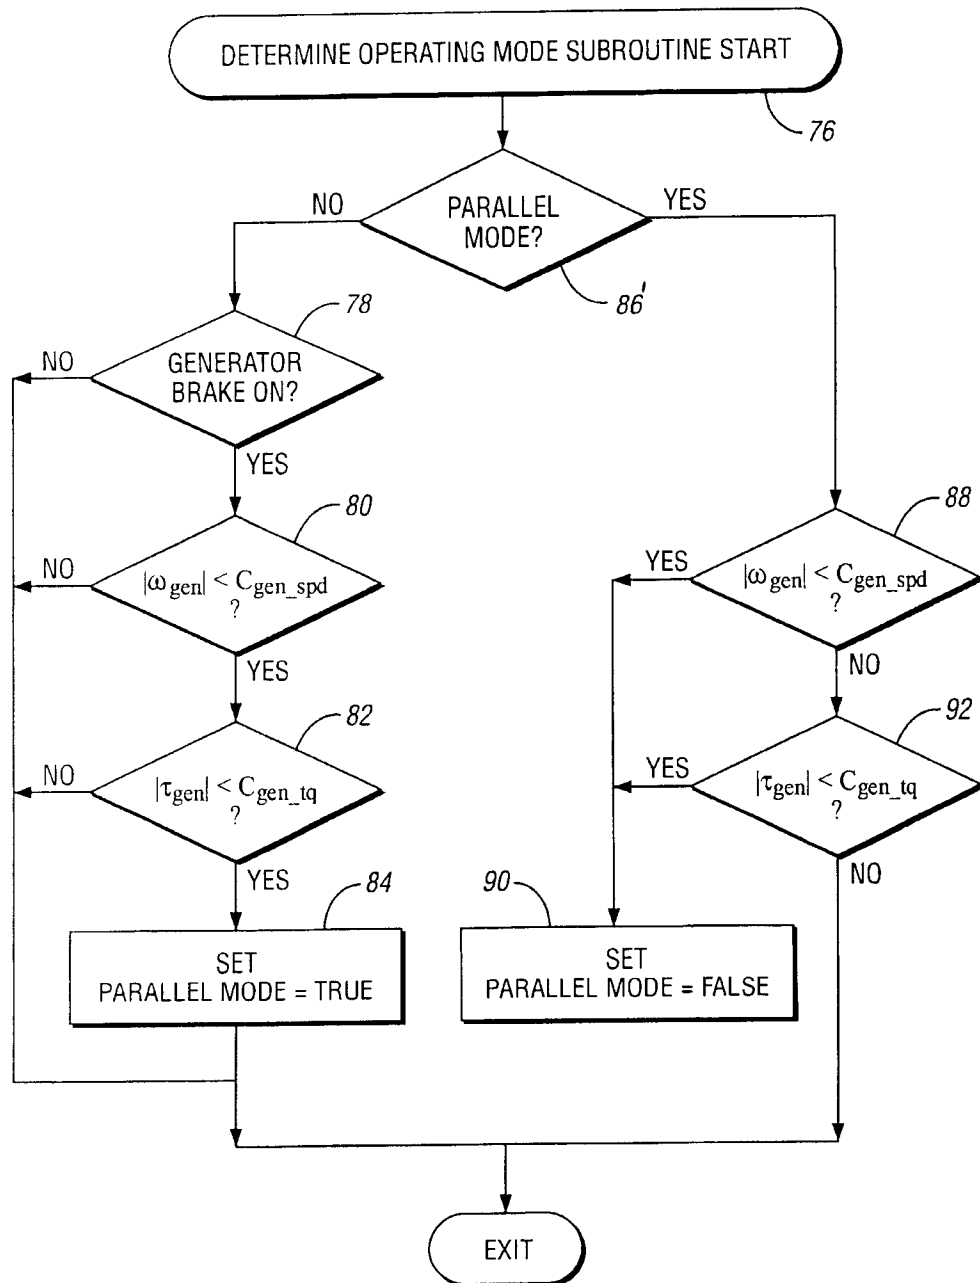 DETERMINE OPERATING MODE SUBROUTINE START
76
NO
PARALLEL
MODE?
YES
86'
78
NO
GENERATOR
BRAKE ON?
YES
80
NO
|ωgen| < Cgen_spd
?
YES
88
YES
|ωgen| < Cgen_spd
?
NO
82
NO
|τgen| < Cgen_tq
?
YES
92
YES
|τgen| < Cgen_tq
?
NO
84
SET
PARALLEL MODE = TRUE
90
SET
PARALLEL MODE = FALSE
EXIT